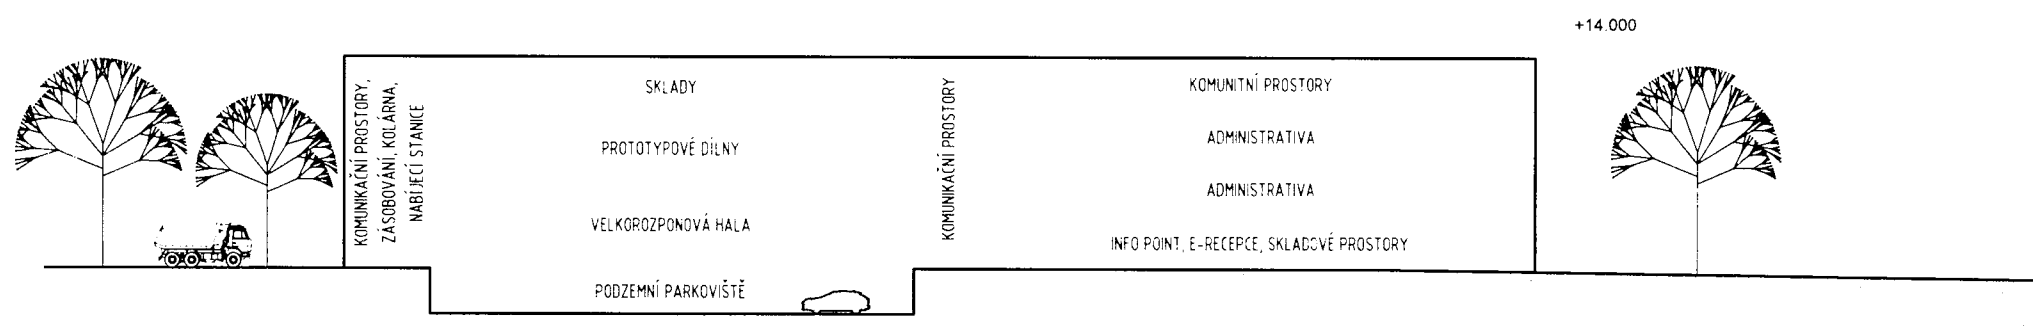 +14.000
KOMUNIKAČNÍ PROSTORY,
ZÁSOBOVÁNÍ, KOLÁRNA,
NABÍJECÍ STANICE
SKLADY
PROTOTYPOVÉ DÍLNY
VELKOROZPONOVÁ HALA
PODZEMNÍ PARKOVIŠTĚ
KOMUNIKAČNÍ PROSTORY
KOMUNITNÍ PROSTORY
ADMINISTRATIVA
ADMINISTRATIVA
INFO POINT, E-RECEPCE, SKLADOVÉ PROSTORY